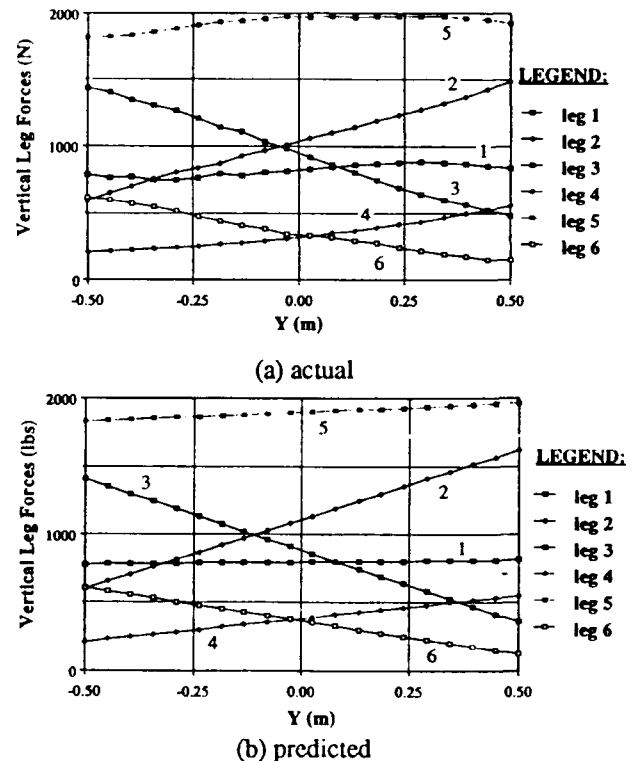 Vertical Leg Forces (N)
2000
1000
0
-0.50
-0.25
0.00
0.25
0.50
Y (m)
5
2
1
3
4
6
LEGEND:
leg 1
leg 2
leg 3
leg 4
leg 5
leg 6
(a) actual
Vertical Leg Forces (lbs)
2000
1000
0
-0.50
-0.25
0.00
0.25
0.50
Y (m)
5
3
2
1
4
6
LEGEND:
leg 1
leg 2
leg 3
leg 4
leg 5
leg 6
(b) predicted